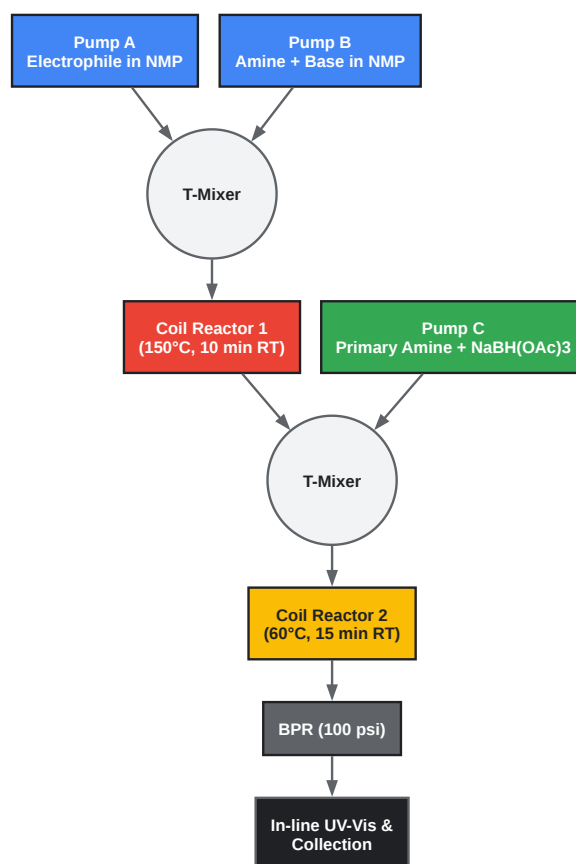 Pump A
Electrophile in NMP
Pump B
Amine + Base in NMP
T-Mixer
Coil Reactor 1
(150°C, 10 min RT)
Pump C
Primary Amine + NaBH(OAc)3
T-Mixer
Coil Reactor 2
(60°C, 15 min RT)
BPR (100 psi)
In-line UV-Vis &
Collection